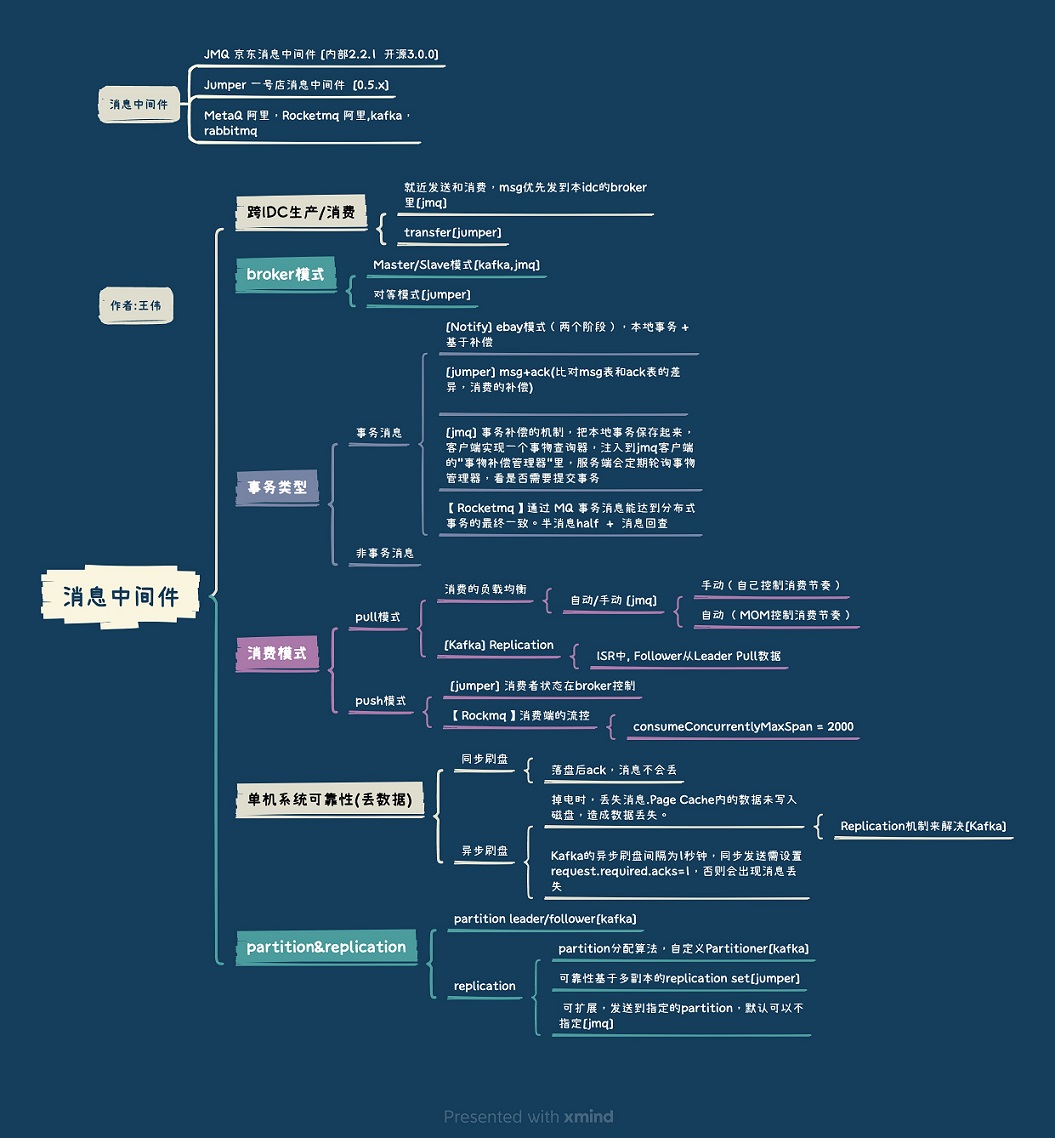 JMQ 京东消息中间件 [内部2.2.1 开源3.0.0]
Jumper 一号店消息中间件 [0.5.x]
消息中间件
MetaQ 阿里，Rocketmq 阿里,kafka，
rabbitmq
就近发送和消费，msg优先发到本idc的broker
里[jmq]
跨IDC生产/消费
transfer[jumper]
Master/Slave模式[kafka,jmq]
broker模式
对等模式[jumper]
作者:王伟
[Notify] ebay模式（两个阶段），本地事务 +
基于补偿
[jumper] msg+ack(比对msg表和ack表的差
异，消费的补偿)
事务消息
[jmq] 事务补偿的机制，把本地事务保存起来，
客户端实现一个事物查询器，注入到jmq客户端
的"事物补偿管理器"里，服务端会定期轮询事物
管理器，看是否需要提交事务
事务类型
【Rocketmq】通过 MQ 事务消息能达到分布式
事务的最终一致。半消息half + 消息回查
非事务消息
消息中间件
消费的负载均衡
自动/手动 [jmq]
手动（自己控制消费节奏）
自动 （MOM控制消费节奏）
pull模式
[Kafka] Replication
ISR中, Follower从Leader Pull数据
消费模式
[jumper] 消费者状态在broker控制
push模式
【Rockmq】消费端的流控
consumeConcurrentlyMaxSpan = 2000
同步刷盘
落盘后ack，消息不会丢
单机系统可靠性(丢数据)
掉电时，丢失消息.Page Cache内的数据未写入
磁盘，造成数据丢失。
Replication机制来解决[Kafka]
异步刷盘
Kafka的异步刷盘间隔为1秒钟，同步发送需设置
request.required.acks=1，否则会出现消息丢
失
partition leader/follower[kafka]
partition&replication
partition分配算法，自定义Partitioner[kafka]
可靠性基于多副本的replication set[jumper]
replication
可扩展，发送到指定的partition，默认可以不
指定[jmq]
Presented with xmind